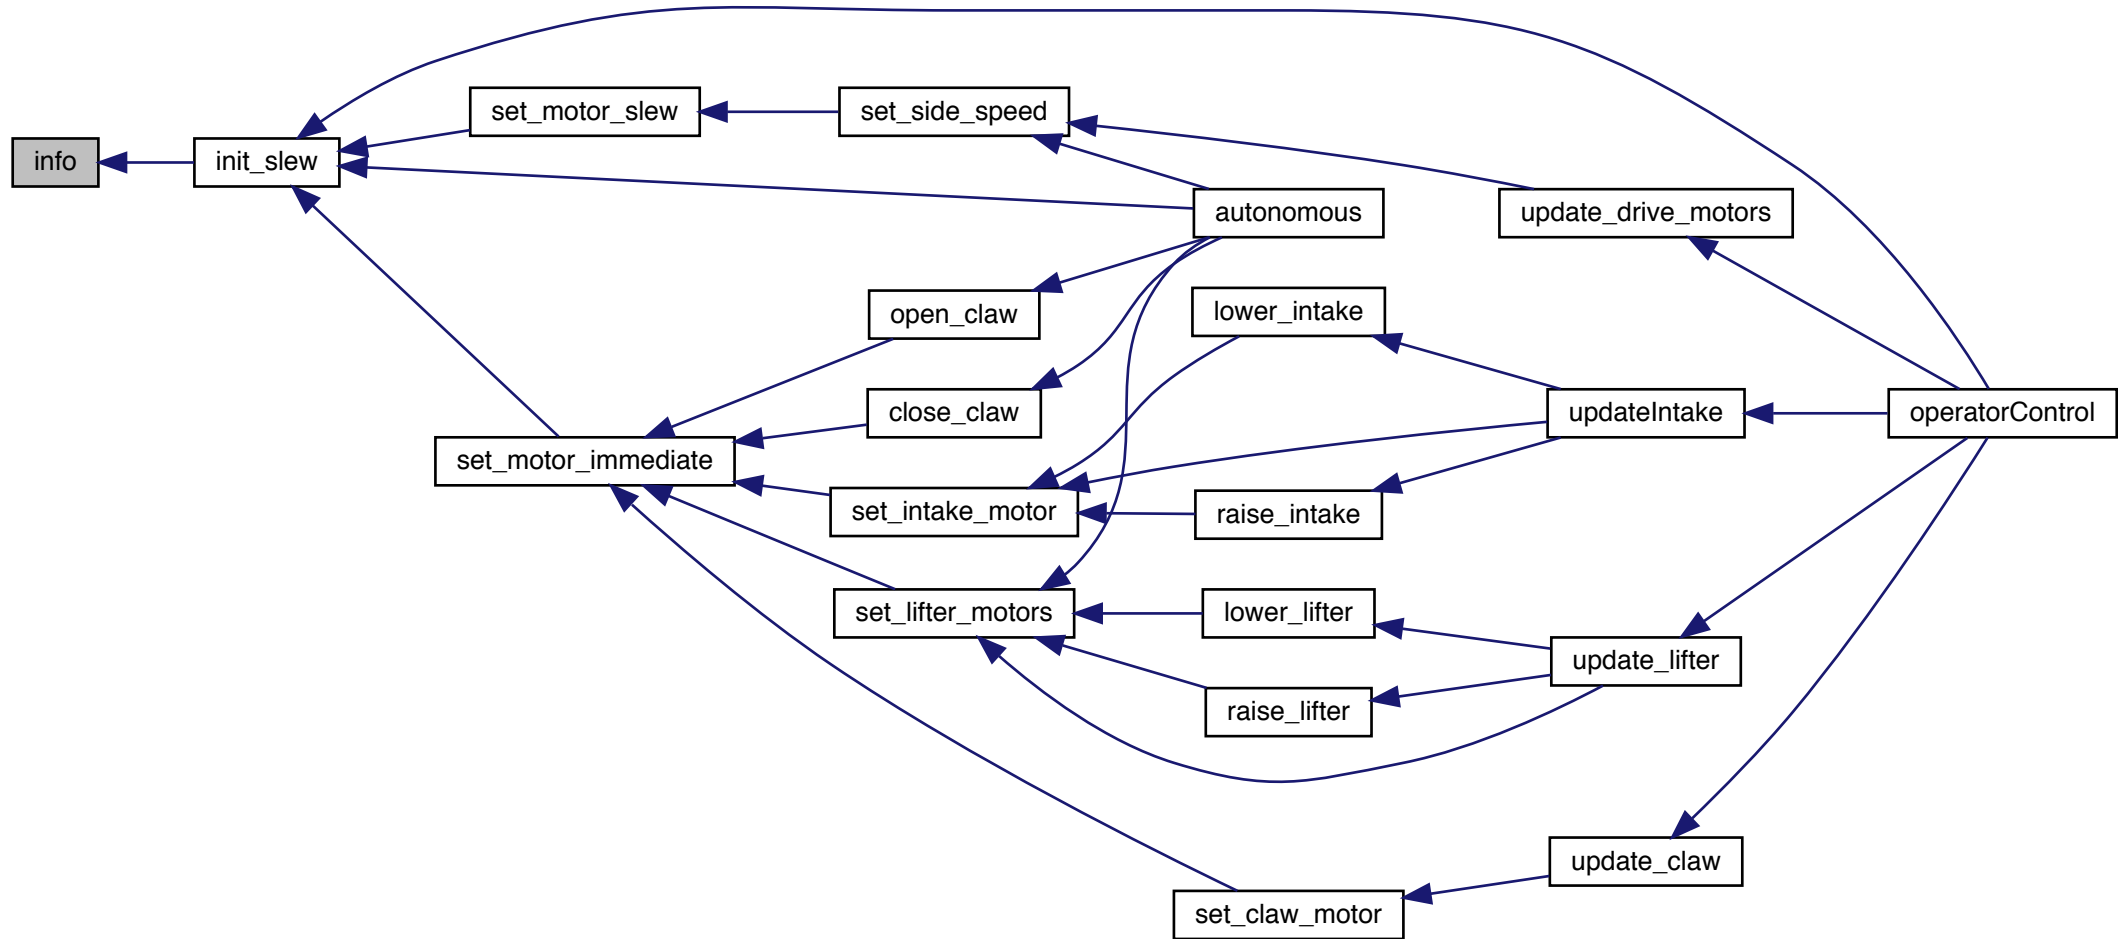 info
init_slew
set_motor_slew
set_side_speed
autonomous
update_drive_motors
open_claw
lower_intake
close_claw
updateIntake
operatorControl
set_motor_immediate
set_intake_motor
raise_intake
set_lifter_motors
lower_lifter
update_lifter
raise_lifter
update_claw
set_claw_motor